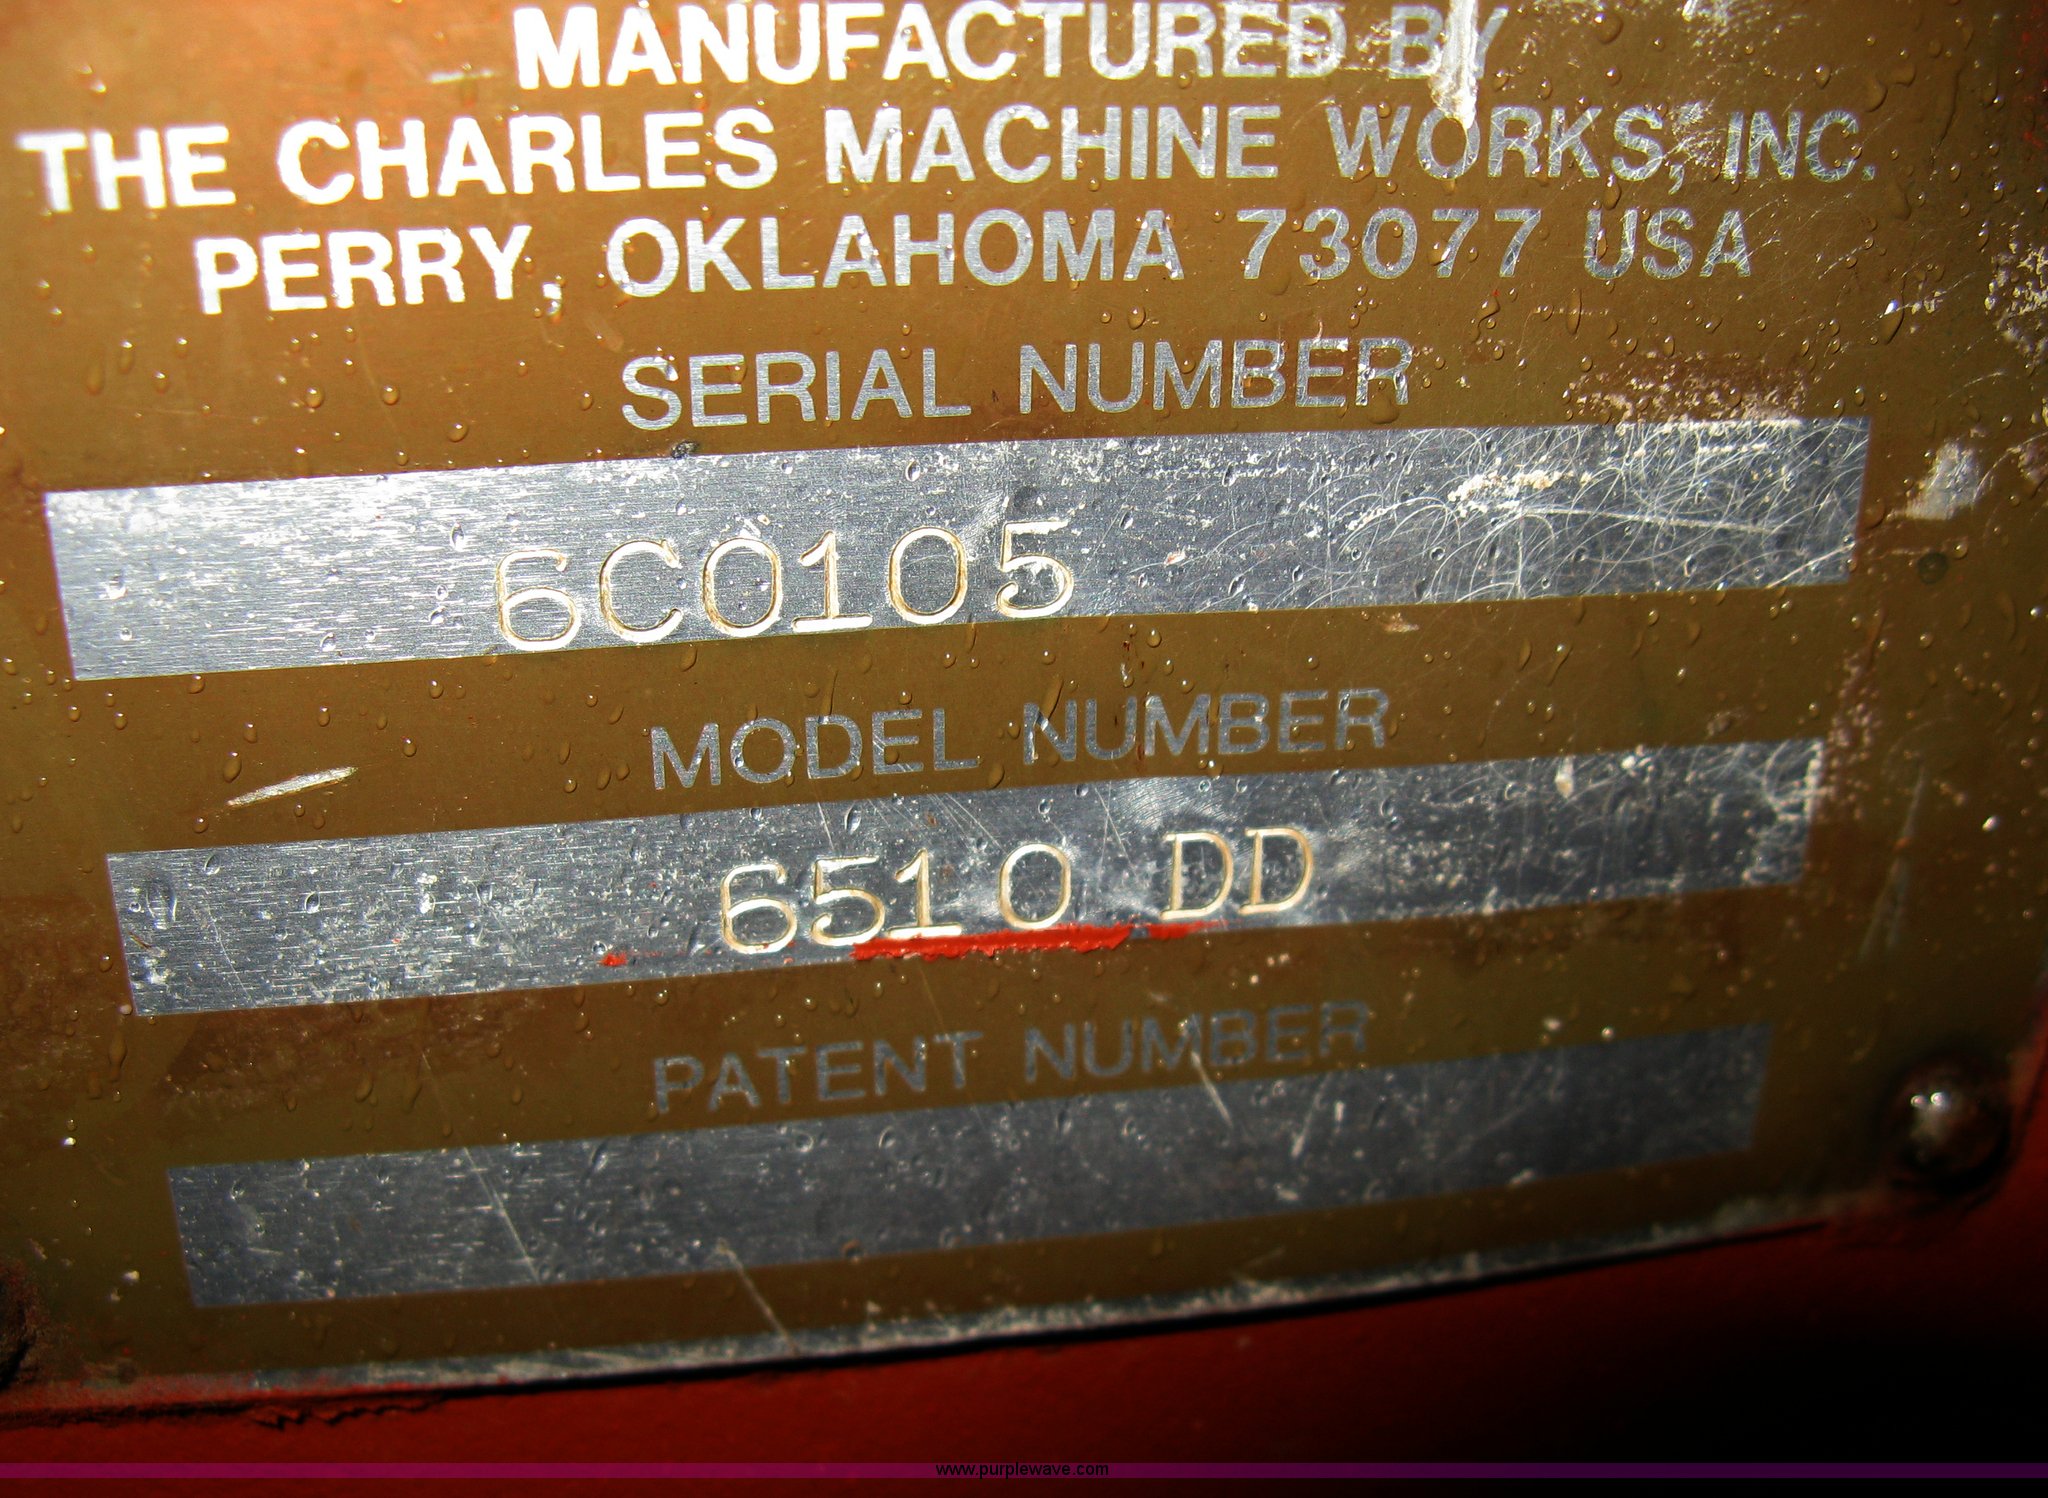 MANUFACTURED BY
THE CHARLES MACHINE WORKS, INC.
PERRY, OKLAHOMA 73077 USA
SERIAL NUMBER
6C0105
MODEL NUMBER
6510 DD
PATENT NUMBER
www.purplewave.com